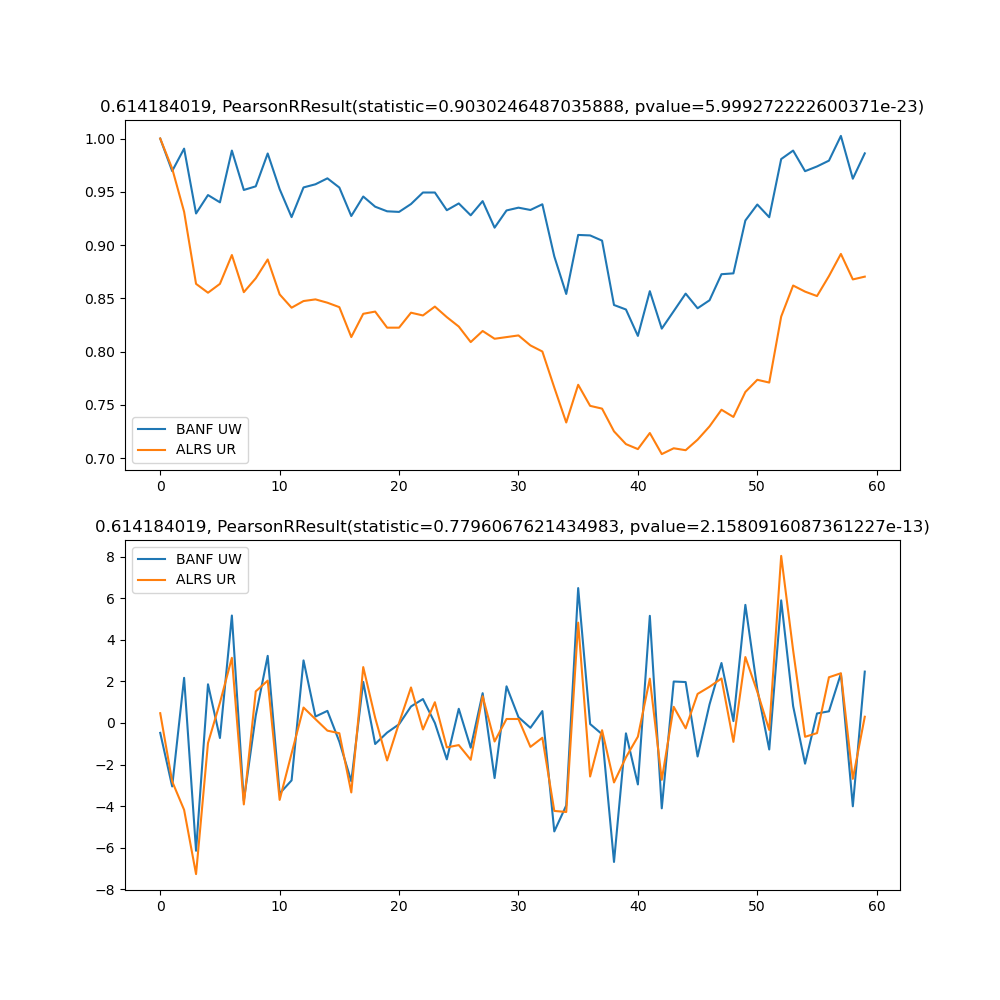 0.614184019, PearsonRResult(statistic=0.9030246487035888, pvalue=5.999272222600371e-23)
1.00
0.95
0.90
0.85
0.80
0.75
0.70
BANF UW
ALRS UR
0 10 20 30 40 50 60
0.614184019, PearsonRResult(statistic=0.7796067621434983, pvalue=2.1580916087361227e-13)
8
6
4
2
0
−2
−4
−6
−8
BANF UW
ALRS UR
0 10 20 30 40 50 60